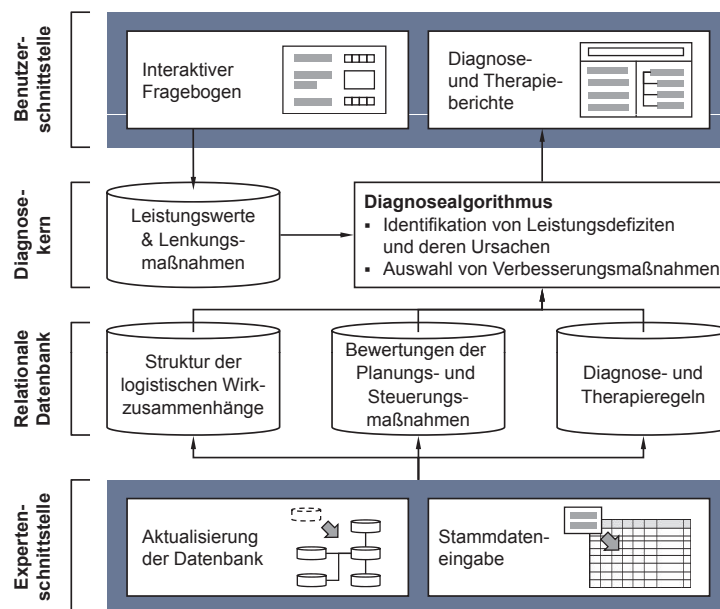 Benutzer-
schnittstelle
Interaktiver
Fragebogen
Diagnose-
und Therapie-
berichte
Diagnose-
kern
Leistungswerte
& Lenkungs-
maßnahmen
Diagnosealgorithmus
▪ Identifikation von Leistungsdefiziten
und deren Ursachen
▪ Auswahl von Verbesserungsmaßnahmen
Relationale
Datenbank
Struktur der
logistischen Wirk-
zusammenhänge
Bewertungen der
Planungs- und
Steuerungs-
maßnahmen
Diagnose- und
Therapieregeln
Experten-
schnittstelle
Aktualisierung
der Datenbank
Stammdaten-
eingabe